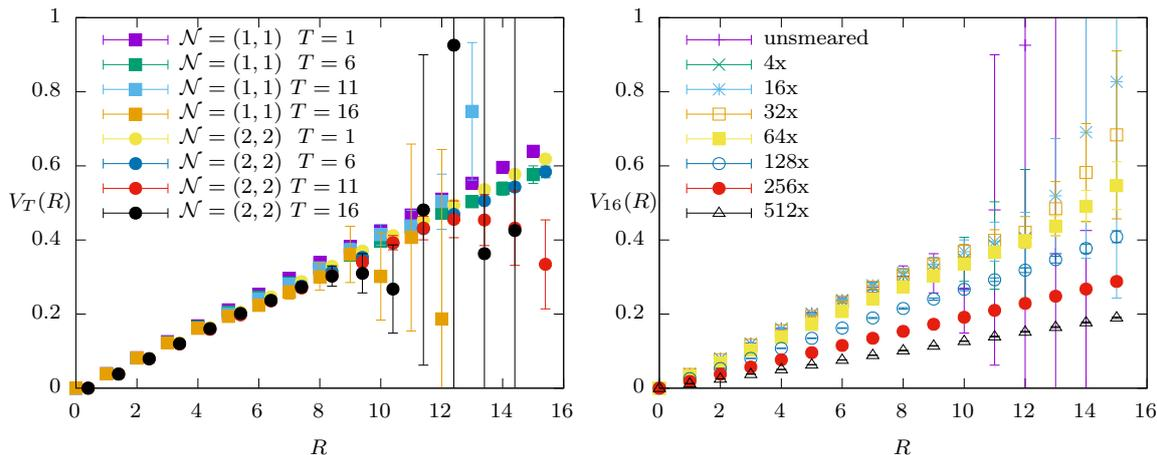 1
0.8
0.6
V_T(R)
0.4
0.2
0
0 2 4 6 8 10 12 14 16
R
𝒩 = (1, 1) T = 1
𝒩 = (1, 1) T = 6
𝒩 = (1, 1) T = 11
𝒩 = (1, 1) T = 16
𝒩 = (2, 2) T = 1
𝒩 = (2, 2) T = 6
𝒩 = (2, 2) T = 11
𝒩 = (2, 2) T = 16
1
0.8
0.6
V_16(R)
0.4
0.2
0
0 2 4 6 8 10 12 14 16
R
unsmeared
4x
16x
32x
64x
128x
256x
512x